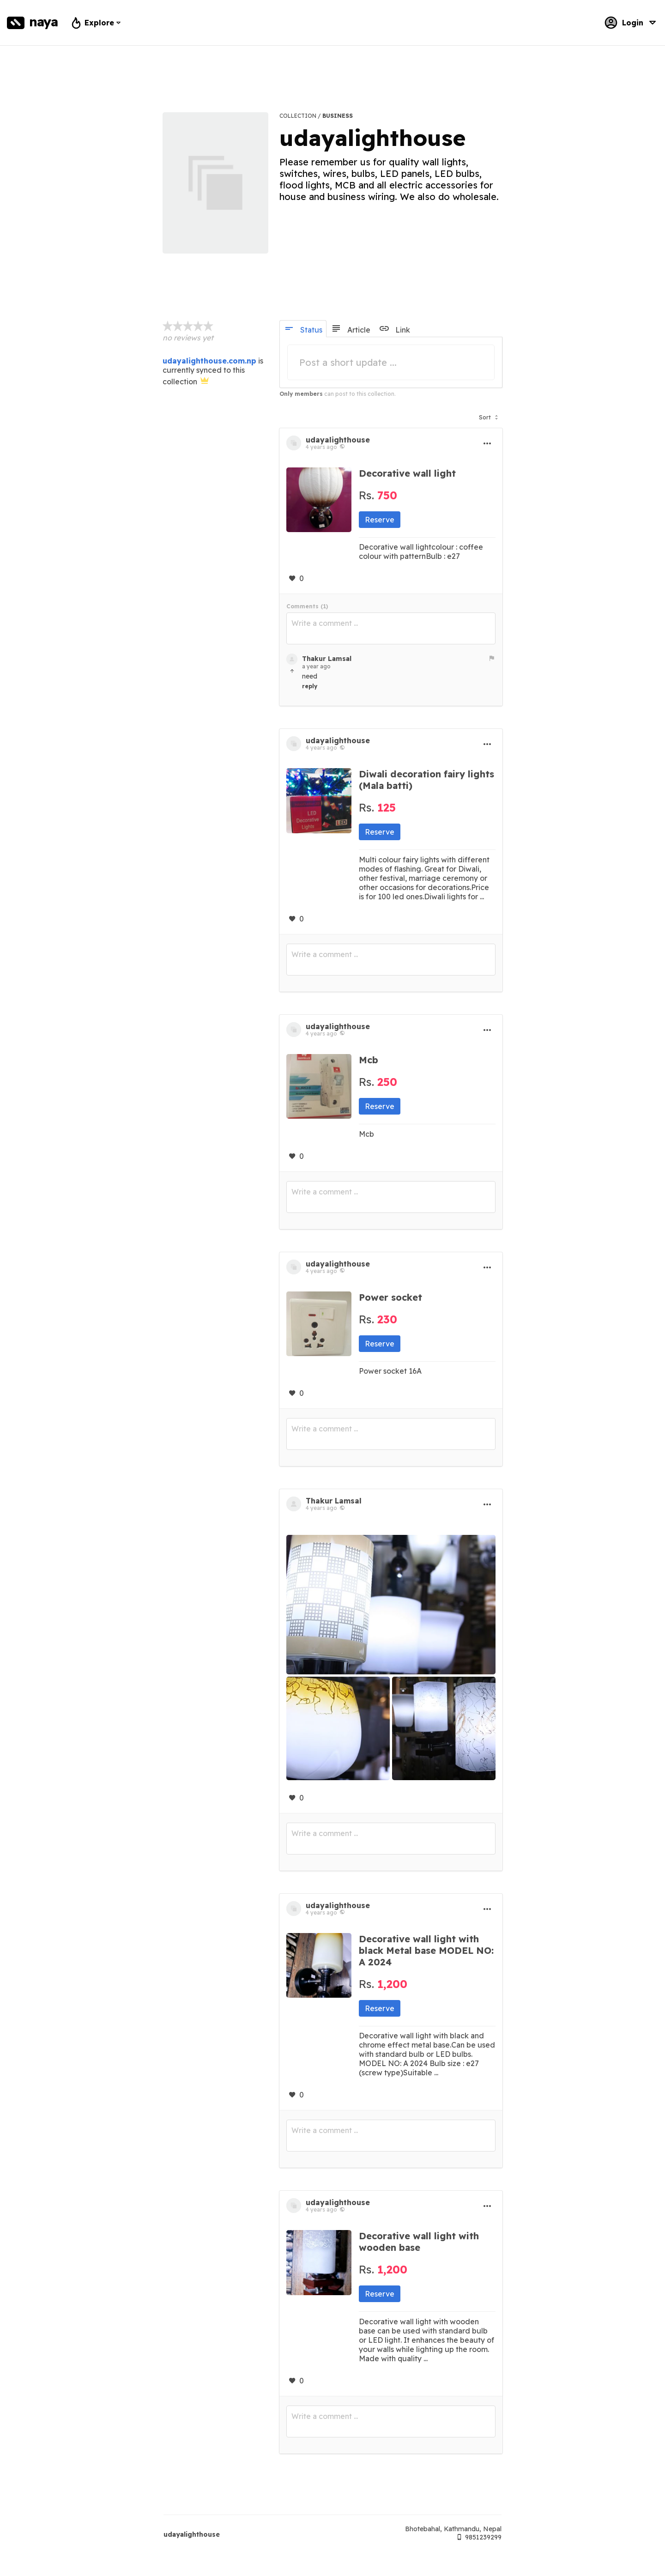 naya
Explore
Login
COLLECTION / BUSINESS
udayalighthouse
Please remember us for quality wall lights,
switches, wires, bulbs, LED panels, LED bulbs,
flood lights, MCB and all electric accessories for
house and business wiring. We also do wholesale.
no reviews yet
udayalighthouse.com.np is
currently synced to this
collection
Status
Article
Link
Post a short update ...
Only members can post to this collection.
Sort
udayalighthouse
4 years ago
Decorative wall light
Rs. 750
Reserve
Decorative wall lightcolour : coffee
colour with patternBulb : e27
0
Comments (1)
Write a comment ...
Thakur Lamsal
a year ago
need
reply
udayalighthouse
4 years ago
Diwali decoration fairy lights
(Mala batti)
Rs. 125
Reserve
LED
Decorative
Lights
Multi colour fairy lights with different
modes of flashing. Great for Diwali,
other festival, marriage ceremony or
other occasions for decorations.Price
is for 100 led ones.Diwali lights for ...
0
Write a comment ...
udayalighthouse
4 years ago
Mcb
Rs. 250
Reserve
Mcb
0
Write a comment ...
udayalighthouse
4 years ago
Power socket
Rs. 230
Reserve
Power socket 16A
0
Write a comment ...
Thakur Lamsal
4 years ago
0
Write a comment ...
udayalighthouse
4 years ago
Decorative wall light with
black Metal base MODEL NO:
A 2024
Rs. 1,200
Reserve
Decorative wall light with black and
chrome effect metal base.Can be used
with standard bulb or LED bulbs.
MODEL NO: A 2024 Bulb size : e27
(screw type)Suitable ...
0
Write a comment ...
udayalighthouse
4 years ago
Decorative wall light with
wooden base
Rs. 1,200
Reserve
Decorative wall light with wooden
base can be used with standard bulb
or LED light. It enhances the beauty of
your walls while lighting up the room.
Made with quality ...
0
Write a comment ...
udayalighthouse
Bhotebahal, Kathmandu, Nepal
9851239299